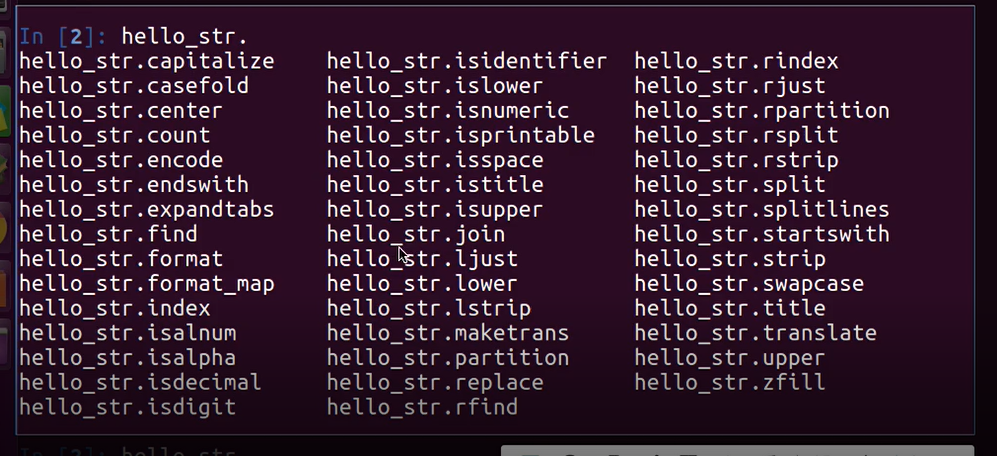 In [2]: hello_str.
hello_str.capitalize hello_str.isidentifier hello_str.rindex
hello_str.casefold hello_str.islower hello_str.rjust
hello_str.center hello_str.isnumeric hello_str.rpartition
hello_str.count hello_str.isprintable hello_str.rsplit
hello_str.encode hello_str.isspace hello_str.rstrip
hello_str.endswith hello_str.istitle hello_str.split
hello_str.expandtabs hello_str.isupper hello_str.splitlines
hello_str.find hello_str.join hello_str.startswith
hello_str.format hello_str.ljust hello_str.strip
hello_str.format_map hello_str.lower hello_str.swapcase
hello_str.index hello_str.lstrip hello_str.title
hello_str.isalnum hello_str.maketrans hello_str.translate
hello_str.isalpha hello_str.partition hello_str.upper
hello_str.isdecimal hello_str.replace hello_str.zfill
hello_str.isdigit hello_str.rfind
In [2]: hello_str.